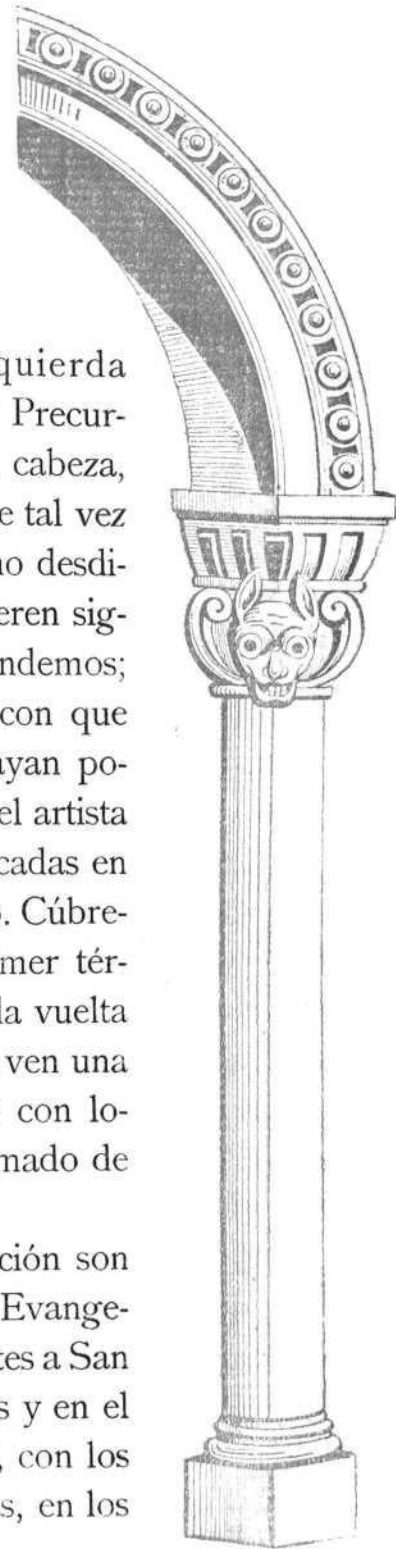 quierda
Precur-
cabeza,
e tal vez
no desdi-
eren sig-
ndemos;
con que
ayan po-
el artista
cadas en
. Cúbre-
mer tér-
la vuelta
ven una
con lo-
mado de
ción son
Evange-
tes a San
s y en el
, con los
s, en los